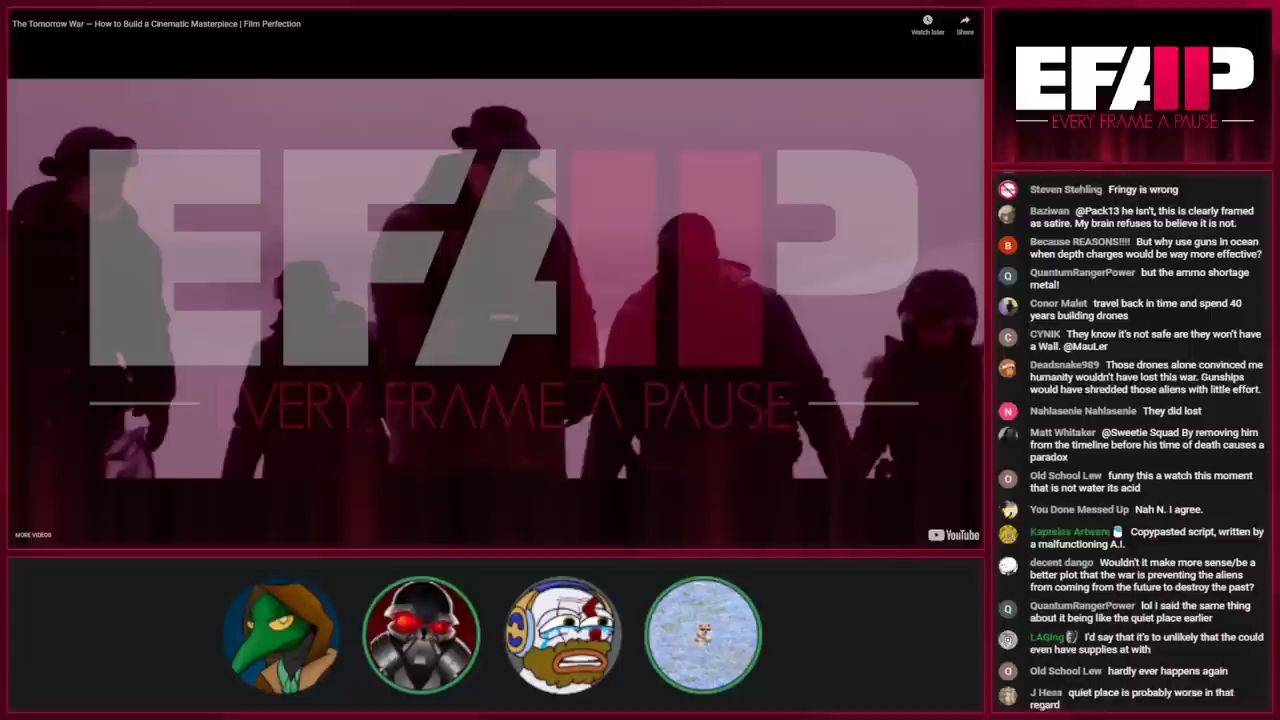 The Tomorrow War – How to Build a Cinematic Masterpiece | Film Perfection
Watch later
Share
EFAP
EVERY FRAME A PAUSE
MORE VIDEOS
YouTube
EFAP
EVERY FRAME A PAUSE
Steven Stehling Fringy is wrong
Baziwan @Pack13 he isn't, this is clearly framed
as satire. My brain refuses to believe it is not.
Because REASONS!!!! But why use guns in ocean
when depth charges would be way more effective?
QuantumRangerPower but the ammo shortage
metal!
Conor Malet travel back in time and spend 40
years building drones
CYNIK They know it's not safe are they won't have
a Wall. @MauLer
Deadsnake989 Those drones alone convinced me
humanity wouldn't have lost this war. Gunships
would have shredded those aliens with little effort.
Nahlasenie Nahlasenie They did lost
Matt Whitaker @Sweetie Squad By removing him
from the timeline before his time of death causes a
paradox
Old School Lew funny this a watch this moment
that is not water its acid
You Done Messed Up Nah N. I agree.
Kapreles Artware Copypasted script, written by
a malfunctioning A.I.
decent dango Wouldn't it make more sense/be a
better plot that the war is preventing the aliens
from coming from the future to destroy the past?
QuantumRangerPower lol I said the same thing
about it being like the quiet place earlier
LAGing I'd say that it's to unlikely that the could
even have supplies at with
Old School Lew hardly ever happens again
J Hess quiet place is probably worse in that
regard